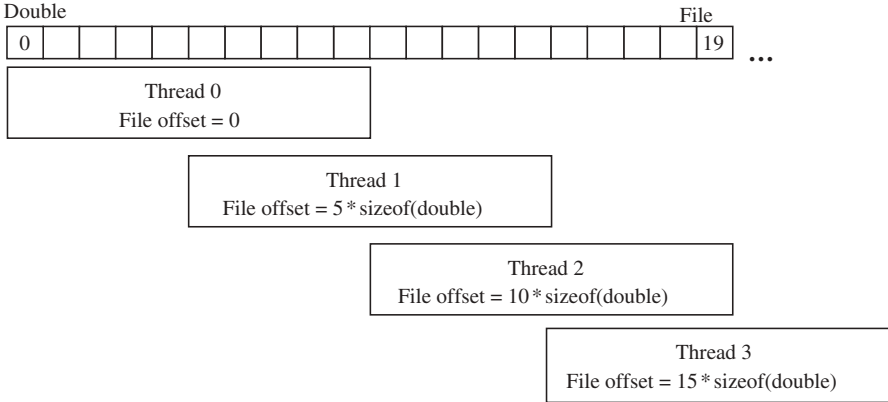 Double File
0 19 ...
Thread 0
File offset = 0
Thread 1
File offset = 5*sizeof(double)
Thread 2
File offset = 10*sizeof(double)
Thread 3
File offset = 15*sizeof(double)